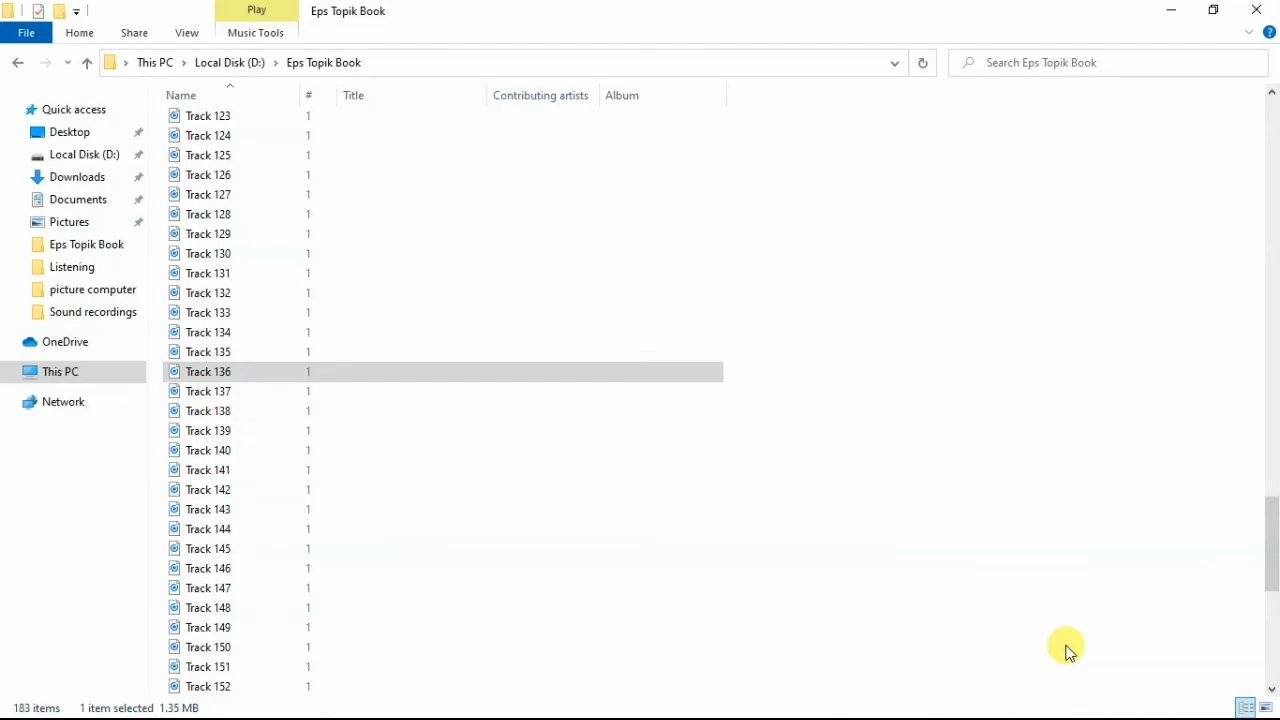 Play
Eps Topik Book
File
Home
Share
View
Music Tools
This PC
Local Disk (D:)
Eps Topik Book
Search Eps Topik Book
Name
#
Title
Contributing artists
Album
Quick access
Desktop
Local Disk (D:)
Downloads
Documents
Pictures
Eps Topik Book
Listening
picture computer
Sound recordings
OneDrive
This PC
Network
Track 123 1
Track 124 1
Track 125 1
Track 126 1
Track 127 1
Track 128 1
Track 129 1
Track 130 1
Track 131 1
Track 132 1
Track 133 1
Track 134 1
Track 135 1
Track 136 1
Track 137 1
Track 138 1
Track 139 1
Track 140 1
Track 141 1
Track 142 1
Track 143 1
Track 144 1
Track 145 1
Track 146 1
Track 147 1
Track 148 1
Track 149 1
Track 150 1
Track 151 1
Track 152 1
183 items 1 item selected 1.35 MB